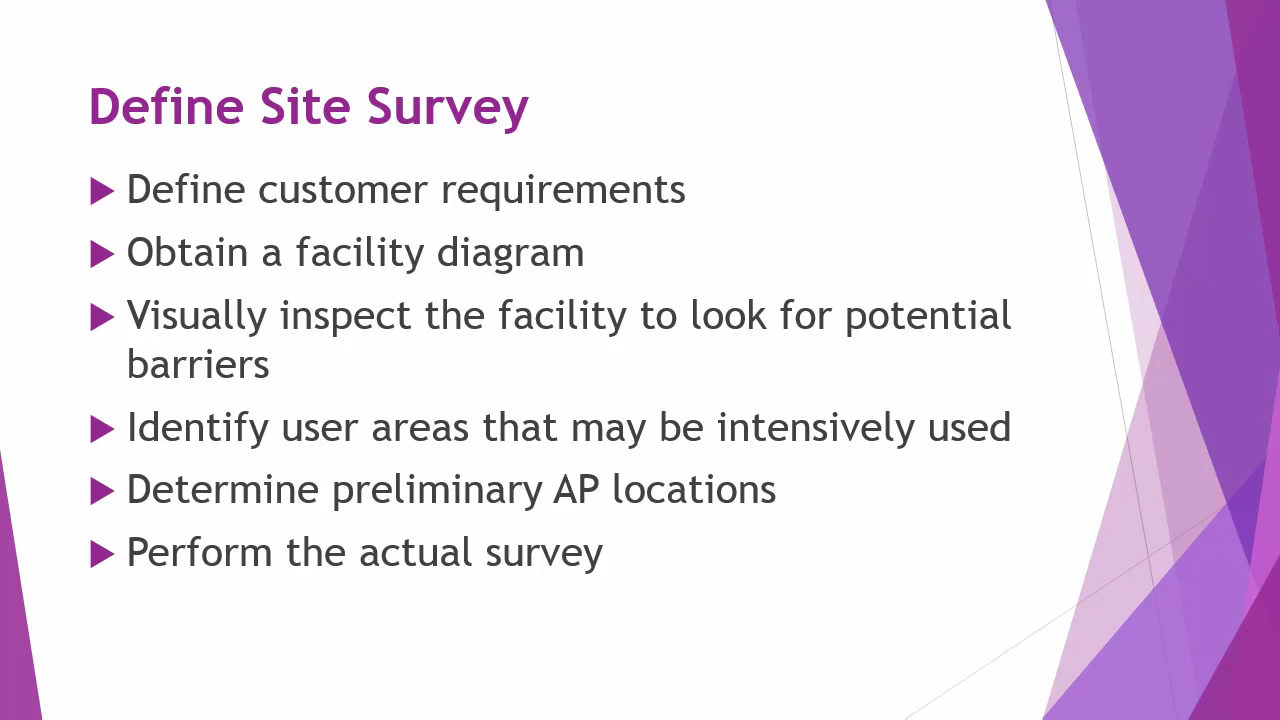 Define Site Survey
Define customer requirements
Obtain a facility diagram
Visually inspect the facility to look for potential
barriers
Identify user areas that may be intensively used
Determine preliminary AP locations
Perform the actual survey